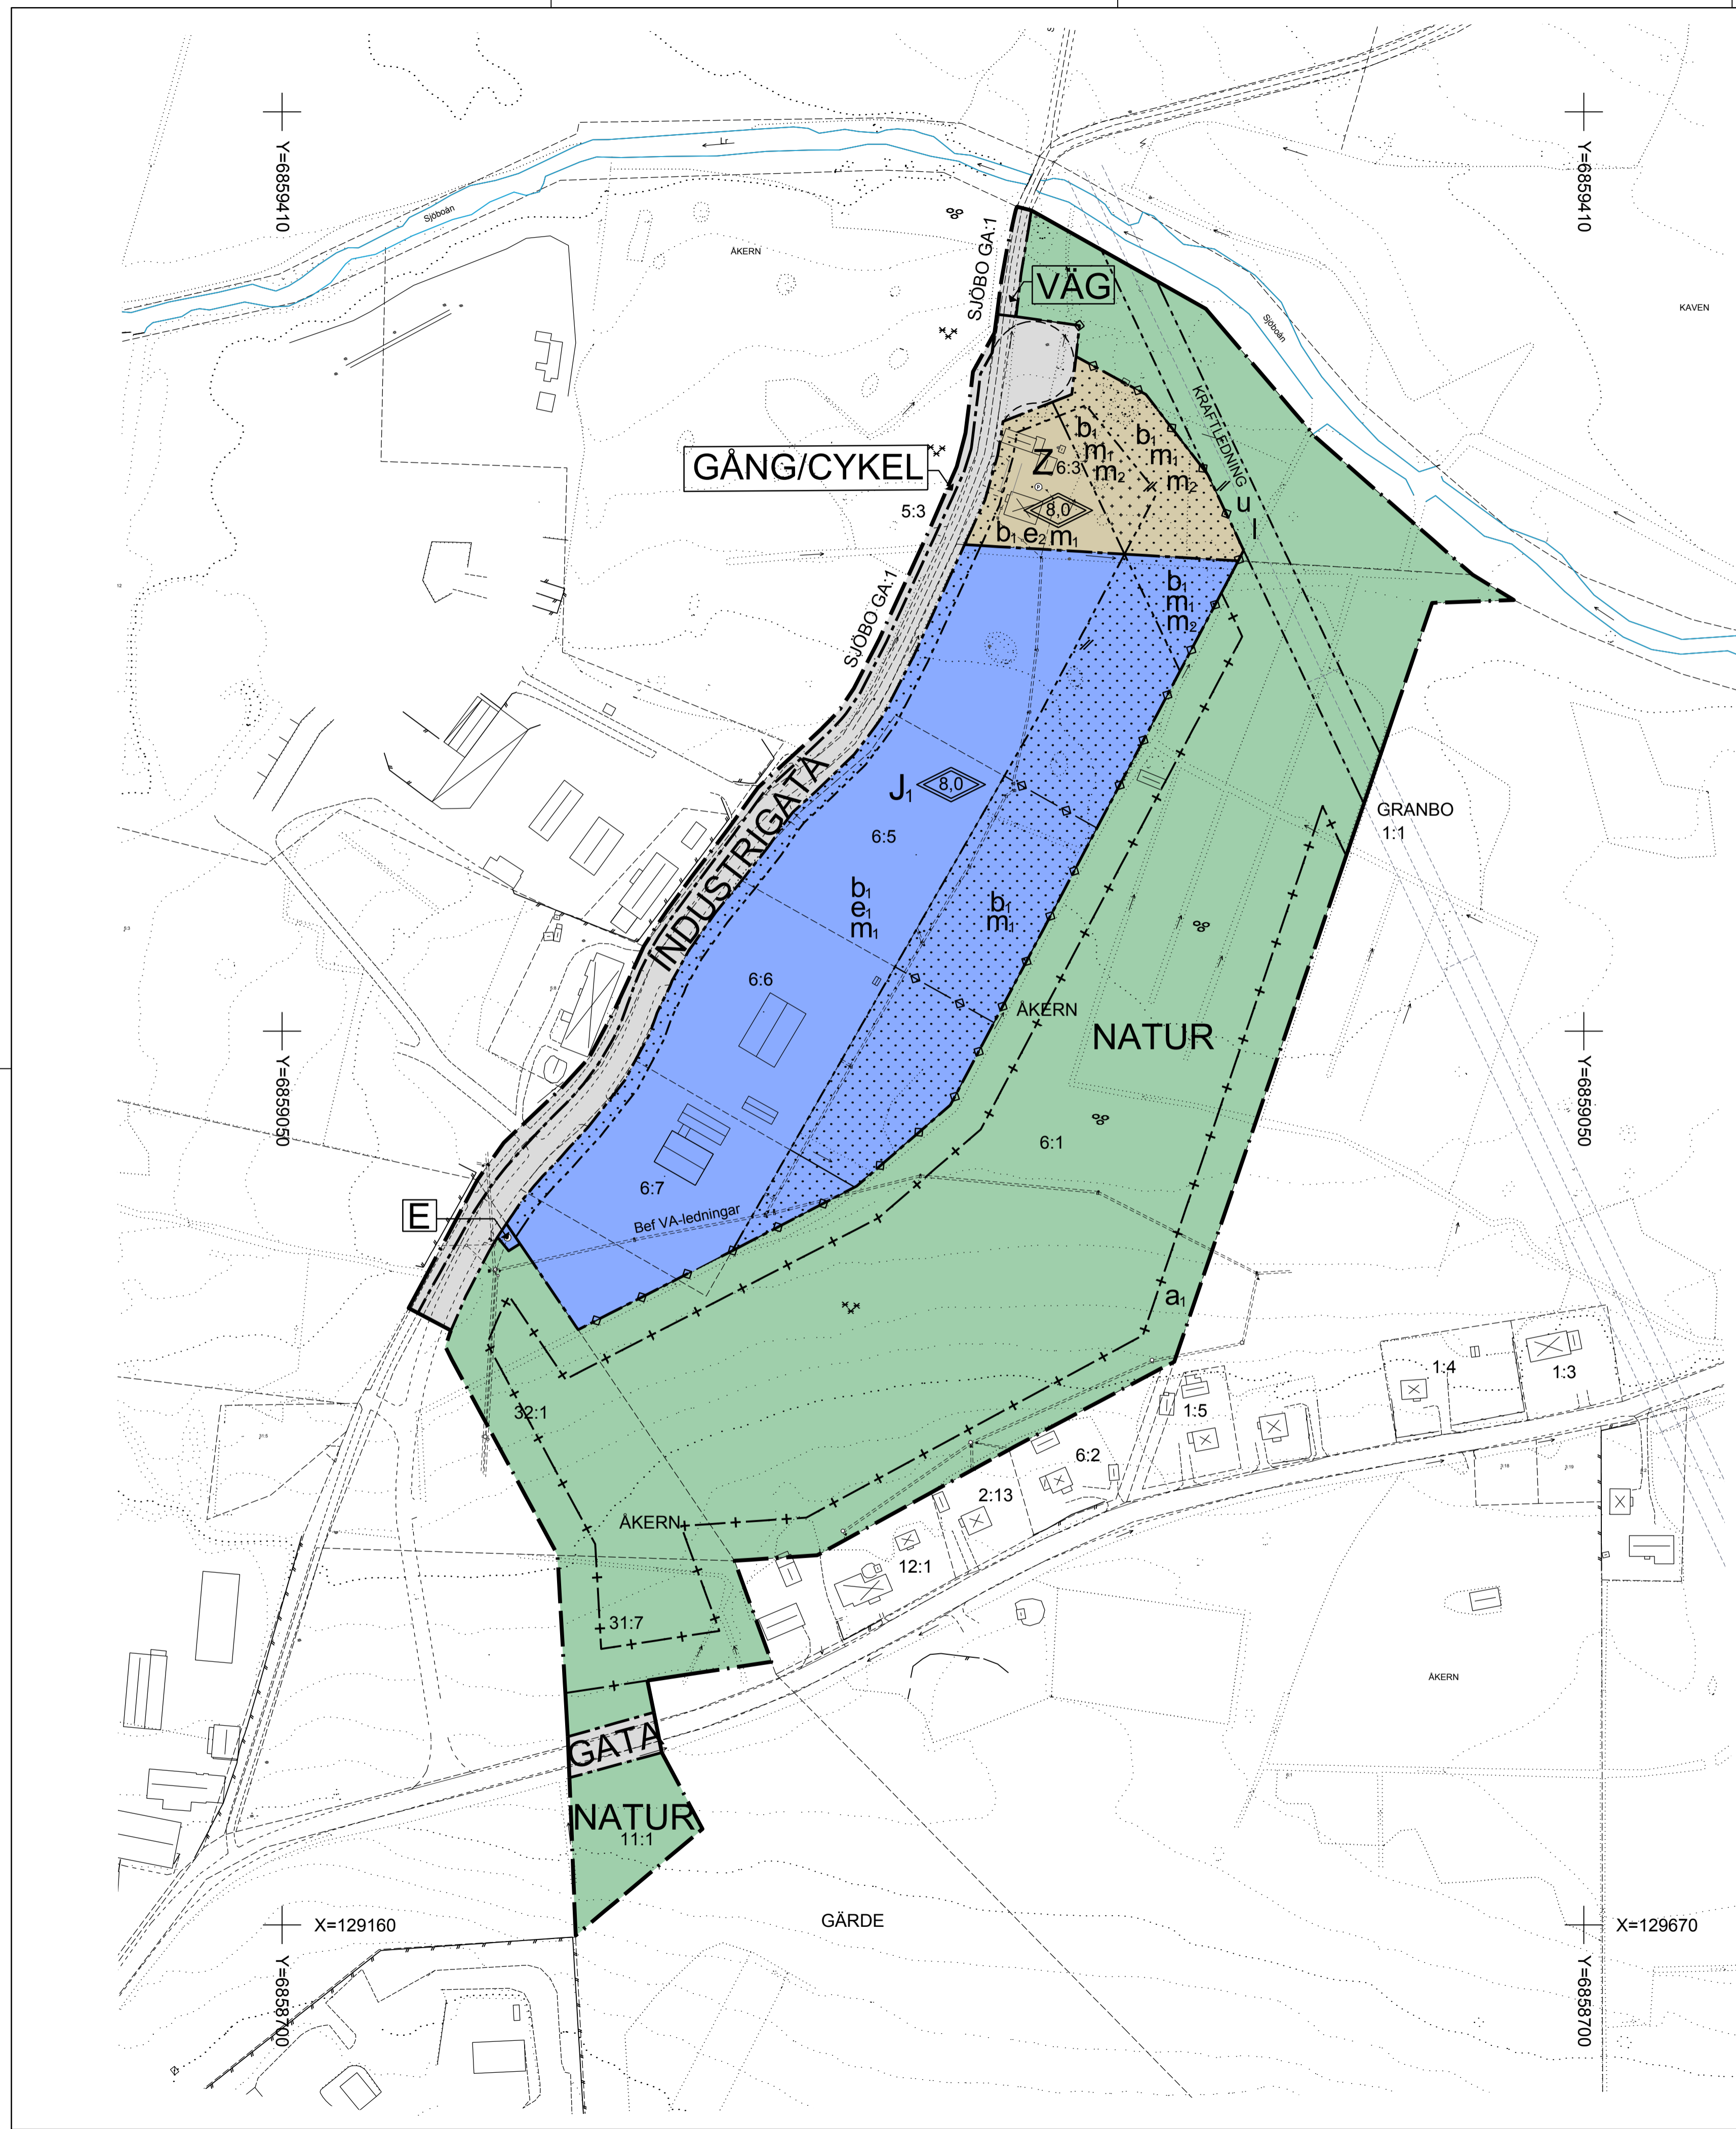 Y=6859410
Y=6859410
Lr
Sjöboån
ÅKERN
SJÖBO GA:1
VÄG
KAVEN
Sjöboån
KRAFTLEDNING
GÅNG/CYKEL
5:3
Z
6:3
P
8,0
b₁
m₁
m₂
b₁
m₁
m₂
u
l
b₁ e₂ m₁
SJÖBO GA:1
b₁
m₁
m₂
INDUSTRIGATA
J₁
8,0
6:5
GRANBO
1:1
b₁
e₁
m₁
b₁
m₁
6:6
ÅKERN
NATUR
Y=6859050
Y=6859050
6:1
6:7
Bef VA-ledningar
E
a₁
1:4
1:3
1:5
32:1
6:2
2:13
ÅKERN
12:1
31:7
ÅKERN
GATA
NATUR
11:1
GÄRDE
X=129160
X=129670
Y=6858700
Y=6858700